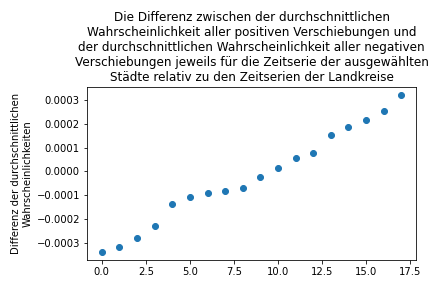 Die Differenz zwischen der durchschnittlichen
Wahrscheinlichkeit aller positiven Verschiebungen und
der durchschnittlichen Wahrscheinlichkeit aller negativen
Verschiebungen jeweils für die Zeitserie der ausgewählten
Städte relativ zu den Zeitserien der Landkreise
Differenz der durchschnittlichen
Wahrscheinlichkeiten
0.0003
0.0002
0.0001
0.0000
−0.0001
−0.0002
−0.0003
0.0 2.5 5.0 7.5 10.0 12.5 15.0 17.5